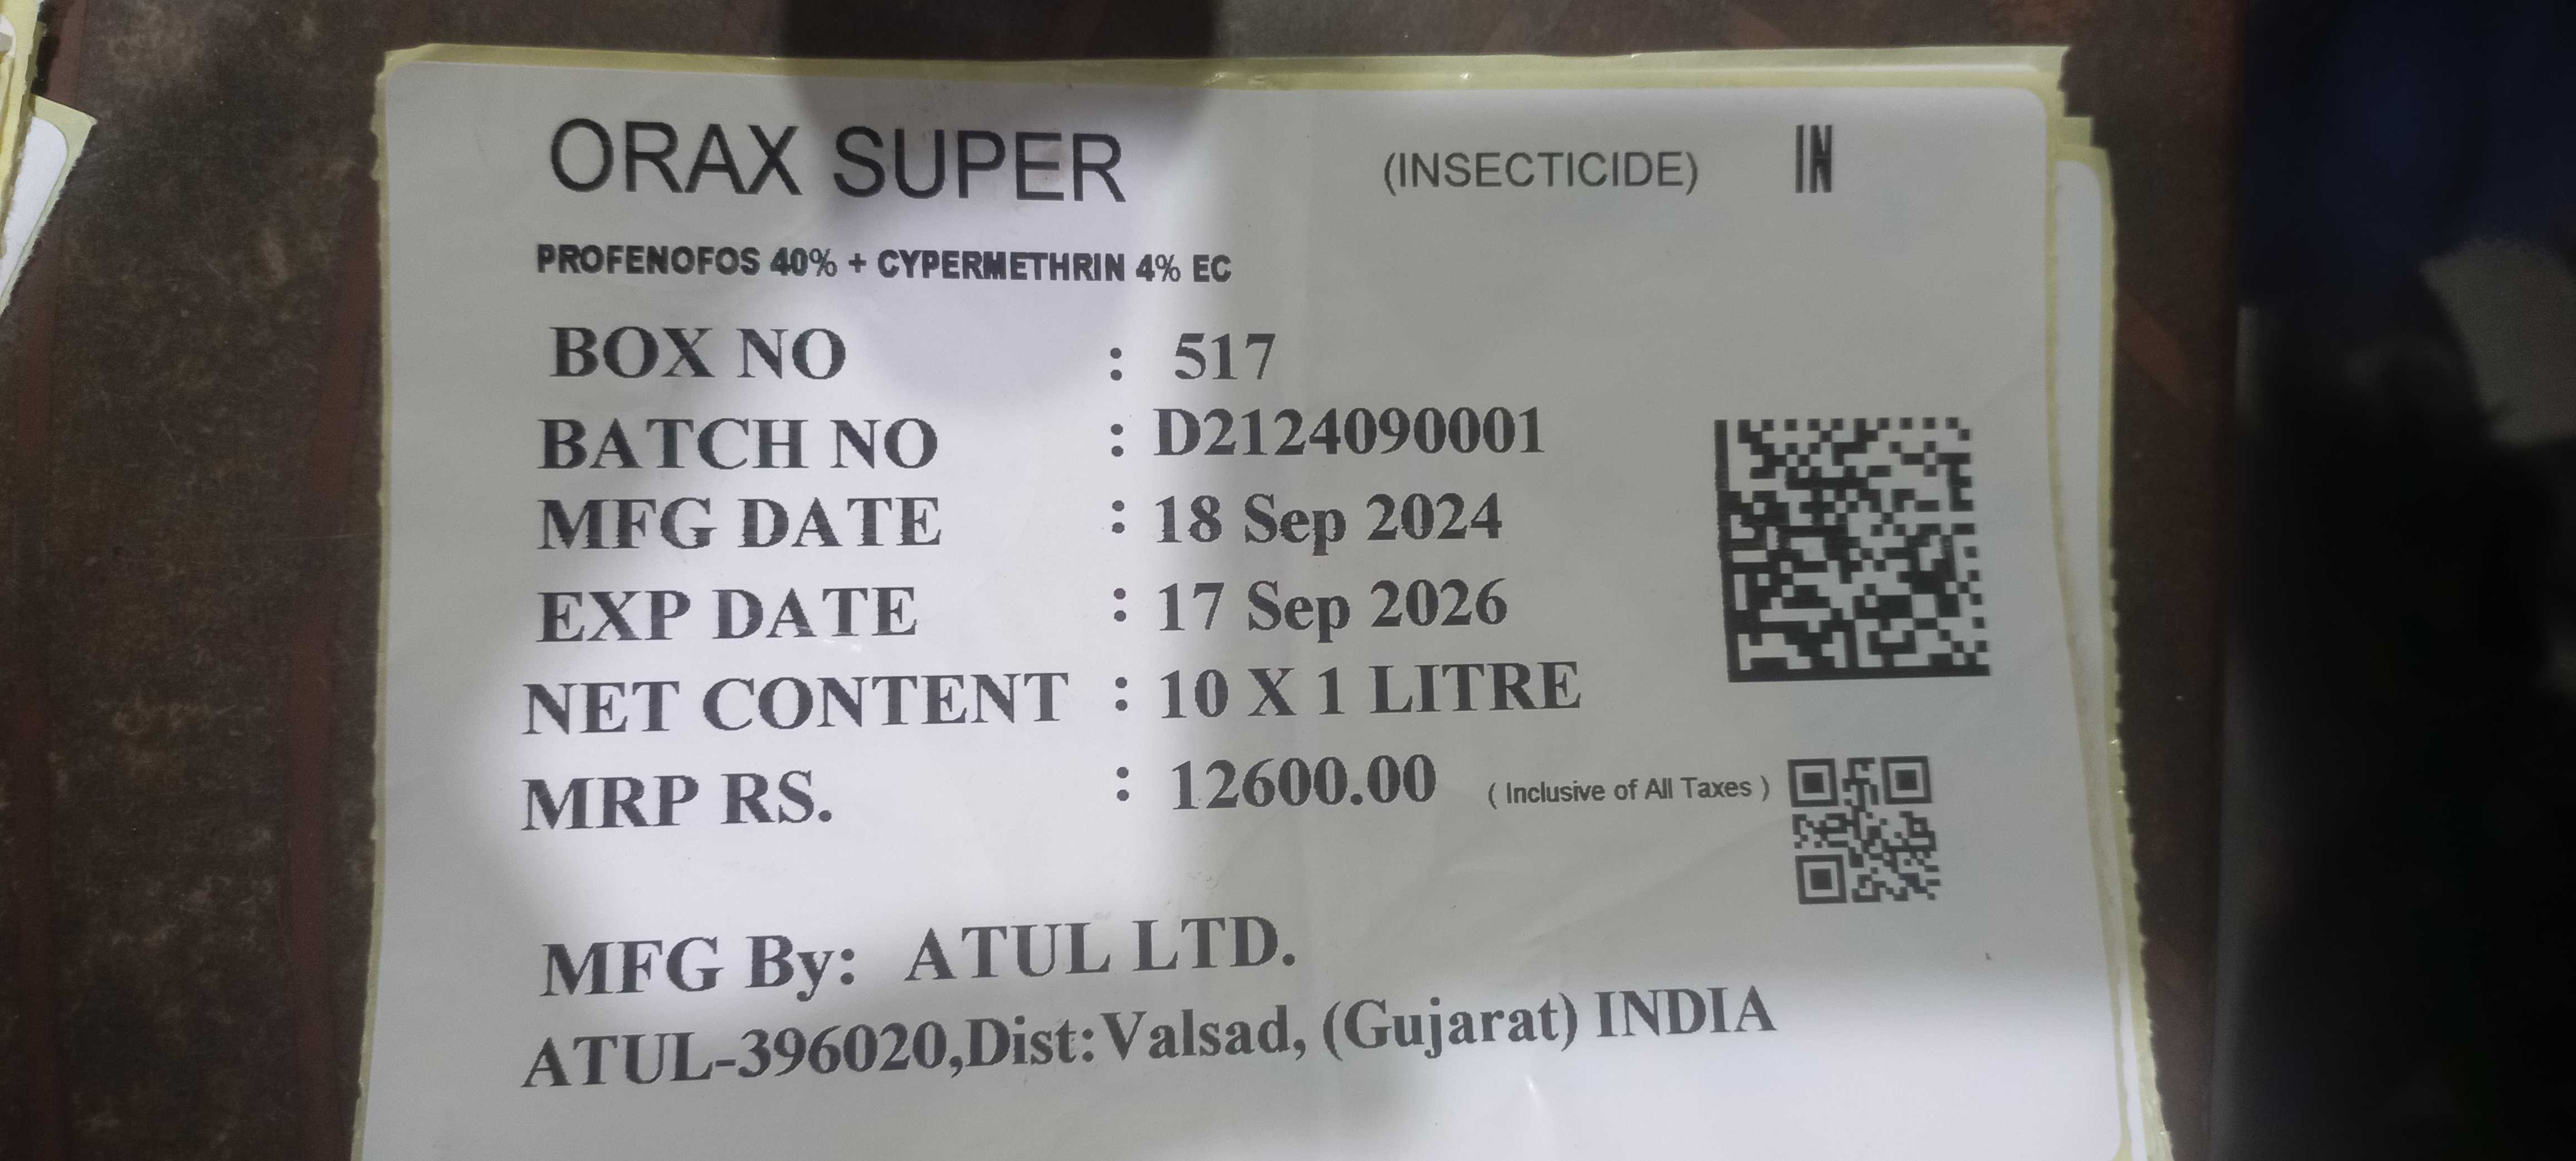 ORAX SUPER (INSECTICIDE) IN
PROFENOFOS 40% + CYPERMETHRIN 4% EC
BOX NO : 517
BATCH NO : D2124090001
MFG DATE : 18 Sep 2024
EXP DATE : 17 Sep 2026
NET CONTENT : 10 X 1 LITRE
MRP RS. : 12600.00 ( Inclusive of All Taxes )
MFG By: ATUL LTD.
ATUL-396020,Dist:Valsad, (Gujarat) INDIA